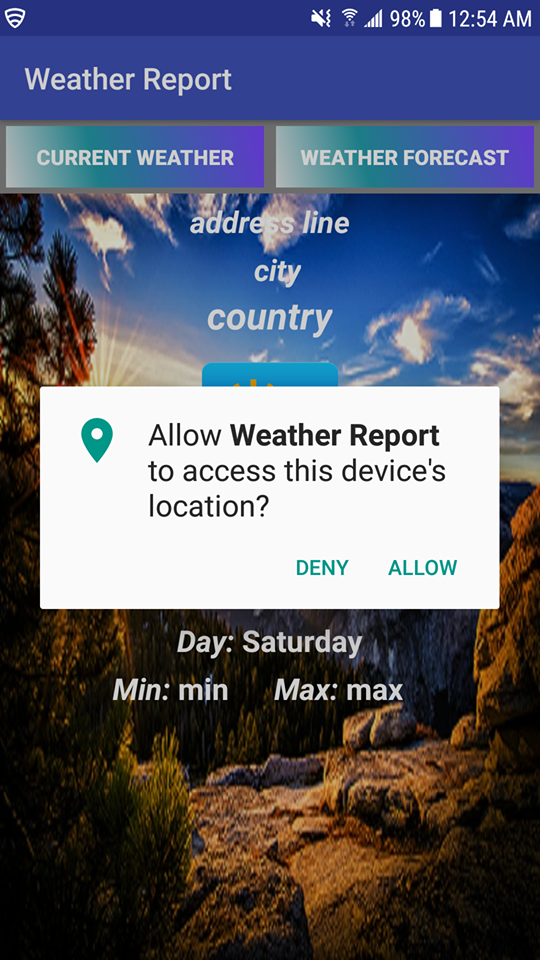 98% 12:54 AM
Weather Report
CURRENT WEATHER WEATHER FORECAST
address line
city
country
Allow Weather Report
to access this device's
location?
DENY ALLOW
Day: Saturday
Min: min Max: max